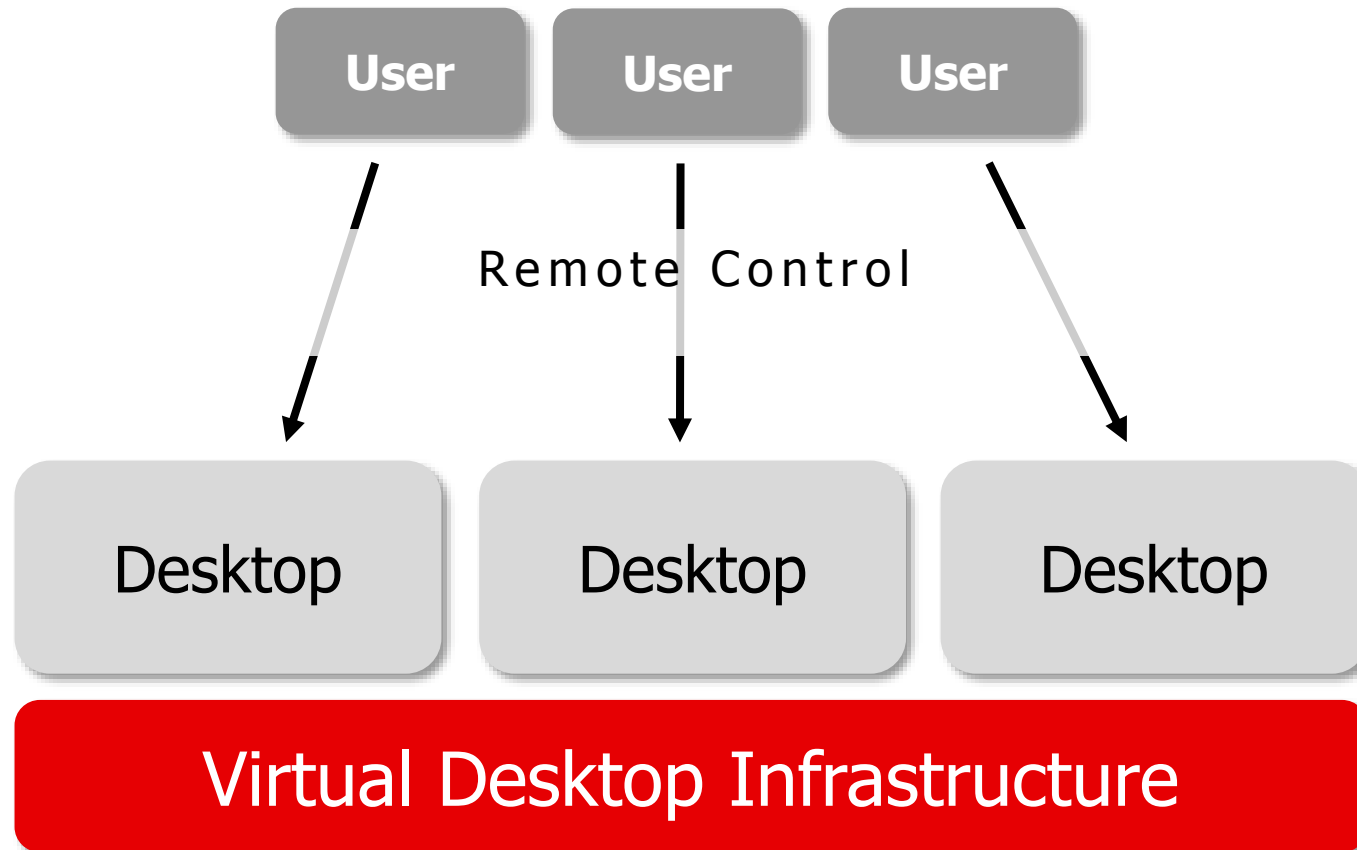 User
User
User
Remote Control
Desktop
Desktop
Desktop
Virtual Desktop Infrastructure